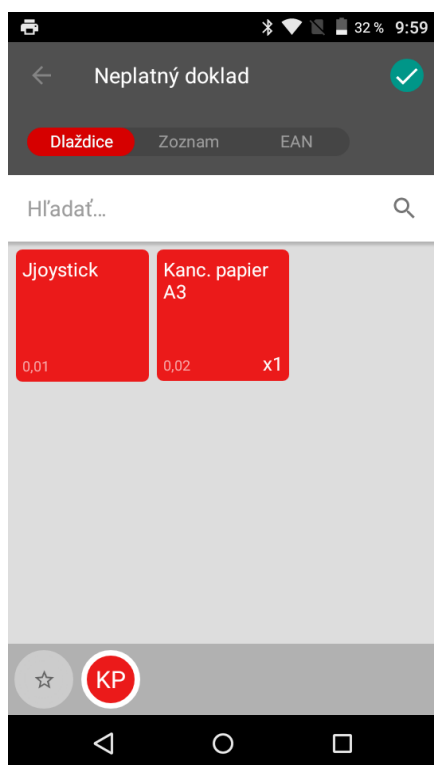 32 % 9:59
Neplatný doklad
Dlaždice Zoznam EAN
Hľadať...
Jjoystick
0,01
Kanc. papier
A3
0,02 x1
KP